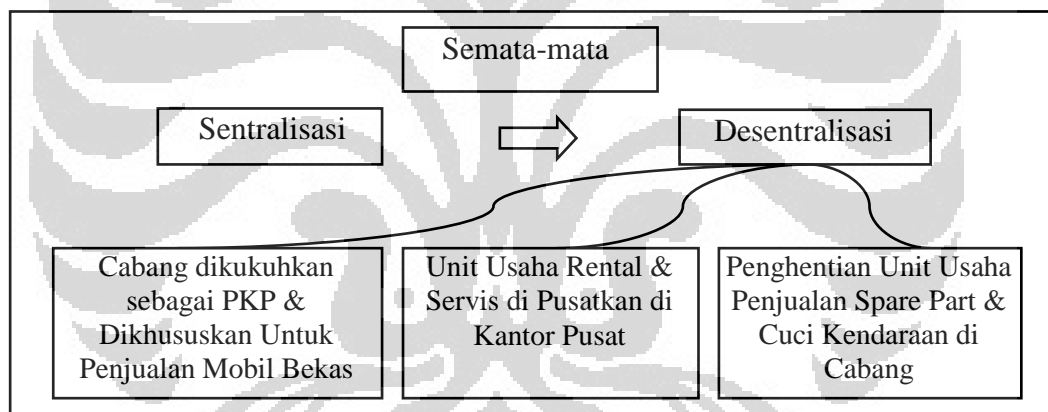 Semata-mata
Sentralisasi
Desentralisasi
Cabang dikukuhkan
sebagai PKP &
Dikhususkan Untuk
Penjualan Mobil Bekas
Unit Usaha Rental &
Servis di Pusatkan di
Kantor Pusat
Penghentian Unit Usaha
Penjualan Spare Part &
Cuci Kendaraan di
Cabang